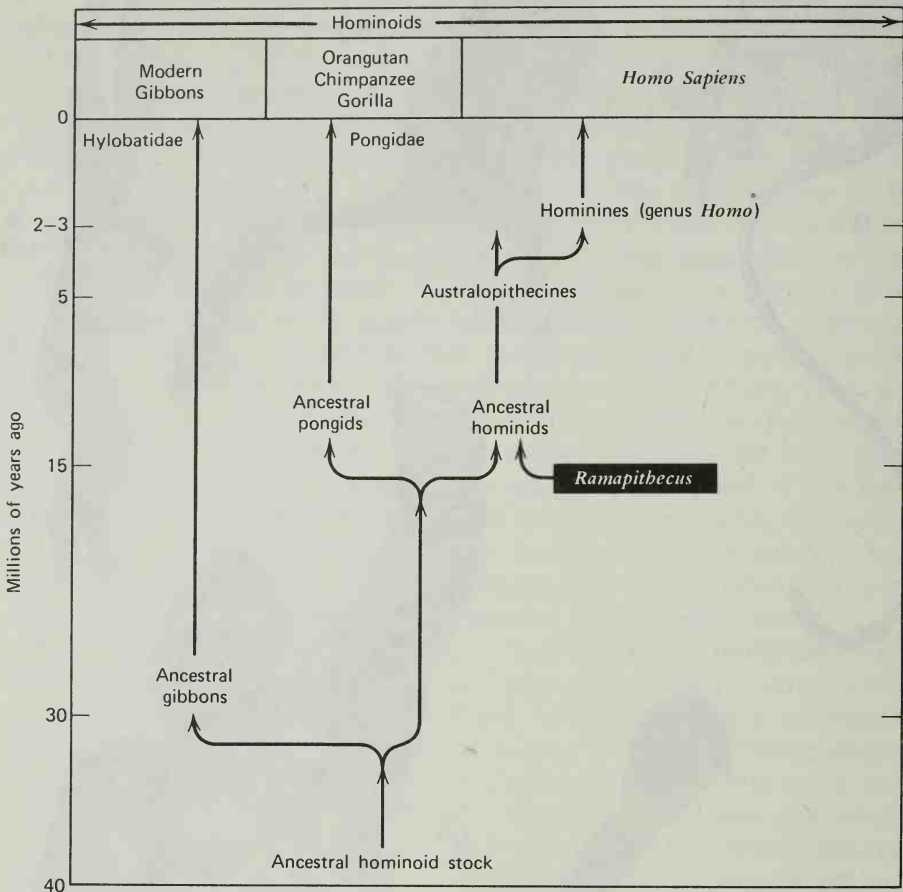 Hominoids
Modern
Gibbons
Orangutan
Chimpanzee
Gorilla
Homo Sapiens
0
Hylobatidae
Pongidae
Hominines (genus Homo)
2–3
Australopithecines
5
Ancestral
pongids
Ancestral
hominids
15
Ramapithecus
Millions of years ago
Ancestral
gibbons
30
Ancestral hominoid stock
40